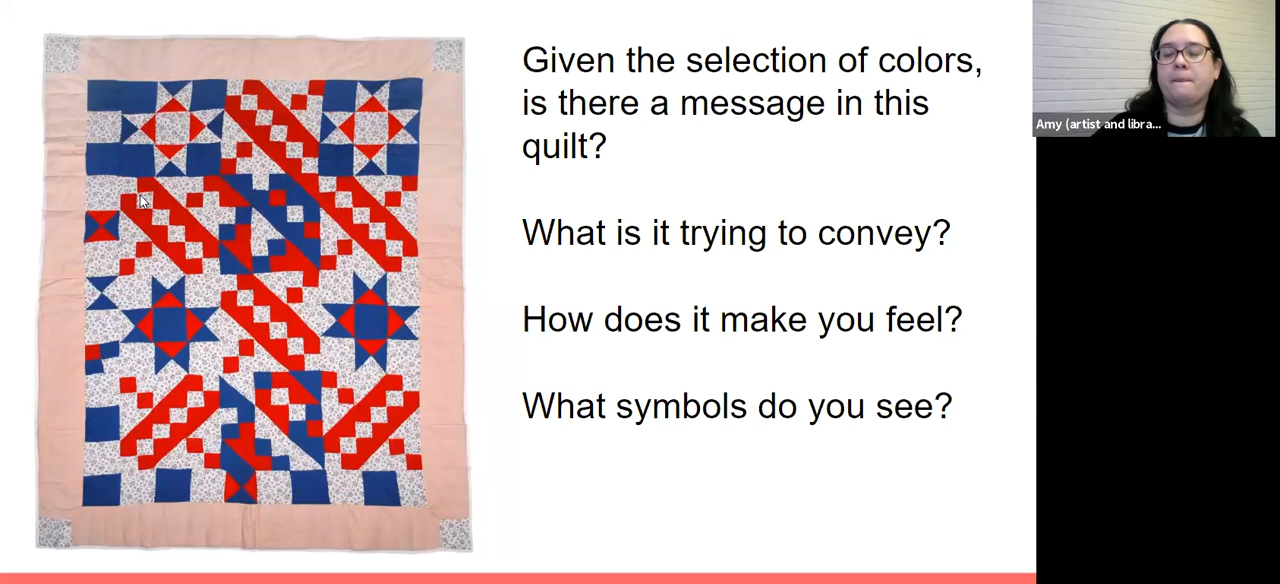 Given the selection of colors,
is there a message in this
quilt?
What is it trying to convey?
How does it make you feel?
What symbols do you see?
Amy (artist and libra...